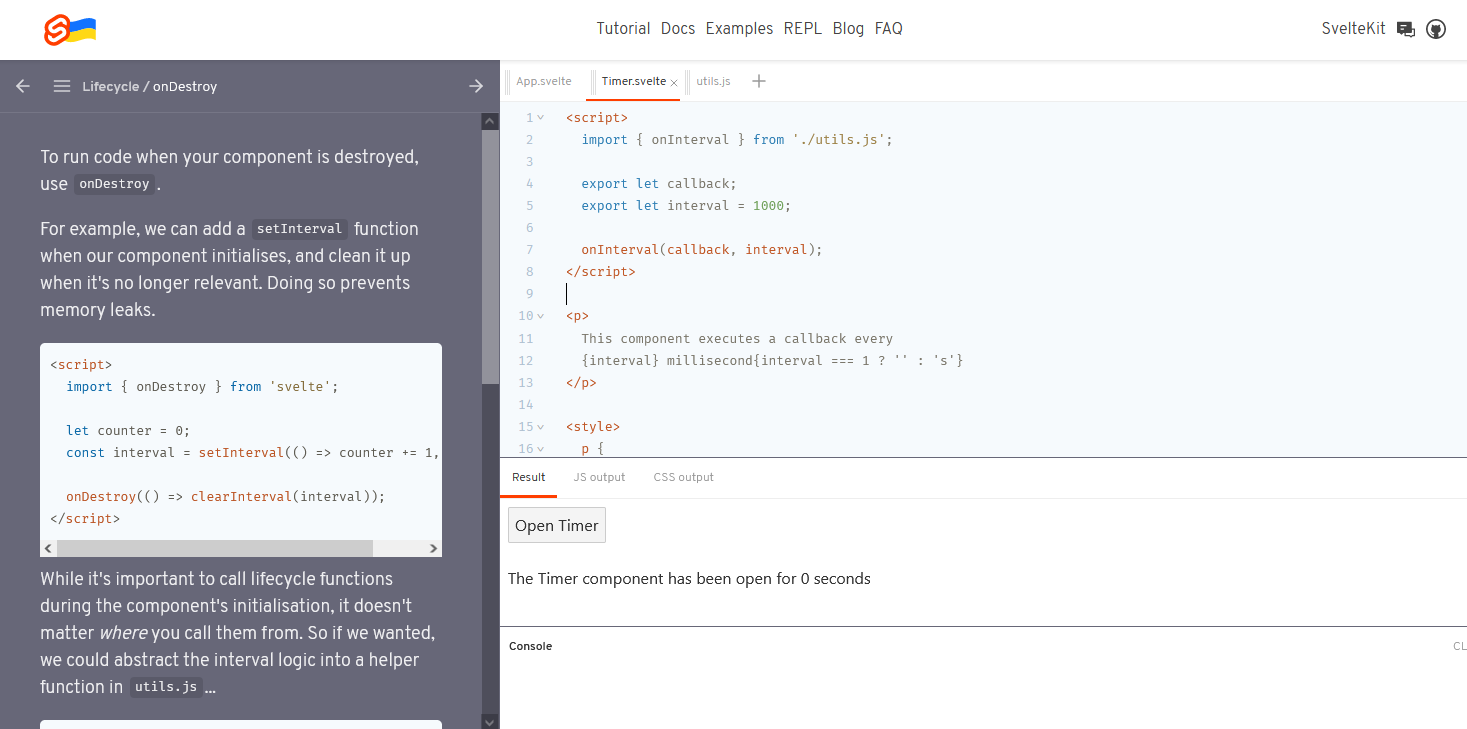 Tutorial Docs Examples REPL Blog FAQ
SvelteKit
Lifecycle / onDestroy
To run code when your component is destroyed,
use onDestroy .
For example, we can add a setInterval function
when our component initialises, and clean it up
when it's no longer relevant. Doing so prevents
memory leaks.
<script>
import { onDestroy } from 'svelte';
let counter = 0;
const interval = setInterval(() => counter += 1,
onDestroy(() => clearInterval(interval));
</script>
While it's important to call lifecycle functions
during the component's initialisation, it doesn't
matter where you call them from. So if we wanted,
we could abstract the interval logic into a helper
function in utils.js ...
App.svelte Timer.svelte utils.js
1 <script>
2 import { onInterval } from './utils.js';
3
4 export let callback;
5 export let interval = 1000;
6
7 onInterval(callback, interval);
8 </script>
9
10 <p>
11 This component executes a callback every
12 {interval} millisecond{interval === 1 ? '' : 's'}
13 </p>
14
15 <style>
16 p {
Result JS output CSS output
Open Timer
The Timer component has been open for 0 seconds
Console
CL